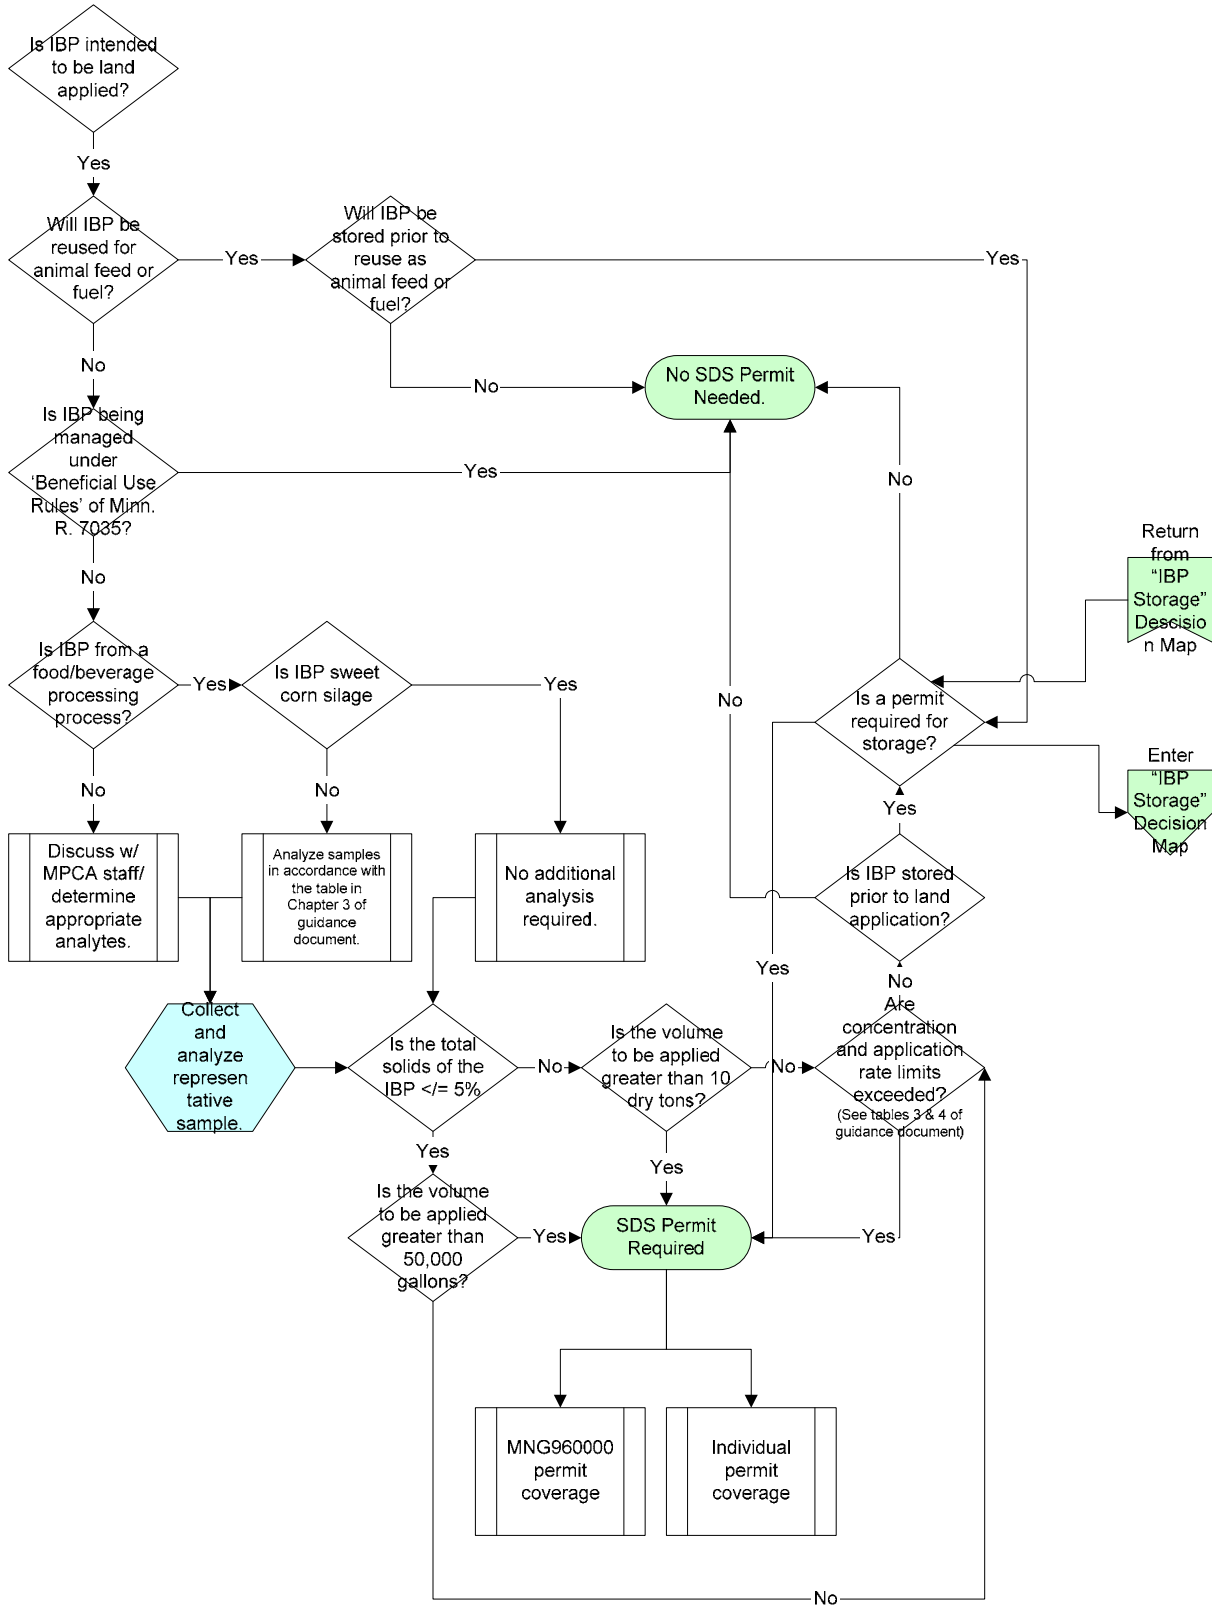 Is IBP intended
to be land
applied?
Yes
Will IBP be
reused for
animal feed or
fuel?
Yes
Will IBP be
stored prior to
reuse as
animal feed or
fuel?
Yes
No
No
No SDS Permit
Needed.
Is IBP being
managed
under
‘Beneficial Use
Rules’ of Minn.
R. 7035?
Yes
No
No
Return
from
“IBP
Storage”
Descisio
n Map
Is IBP from a
food/beverage
processing
process?
Yes
Is IBP sweet
corn silage
Yes
No
Is a permit
required for
storage?
Enter
“IBP
Storage”
Decision
Map
No
No
Yes
Discuss w/
MPCA staff/
determine
appropriate
analytes.
Analyze samples
in accordance with
the table in
Chapter 3 of
guidance
document.
No additional
analysis
required.
Is IBP stored
prior to land
application?
Yes
No
Collect
and
analyze
represen
tative
sample.
Is the total
solids of the
IBP </= 5%
No
Is the volume
to be applied
greater than 10
dry tons?
No
Are
concentration
and application
rate limits
exceeded?
(See tables 3 & 4 of
guidance document)
Yes
Yes
Is the volume
to be applied
greater than
50,000
gallons?
Yes
SDS Permit
Required
Yes
MNG960000
permit
coverage
Individual
permit
coverage
No